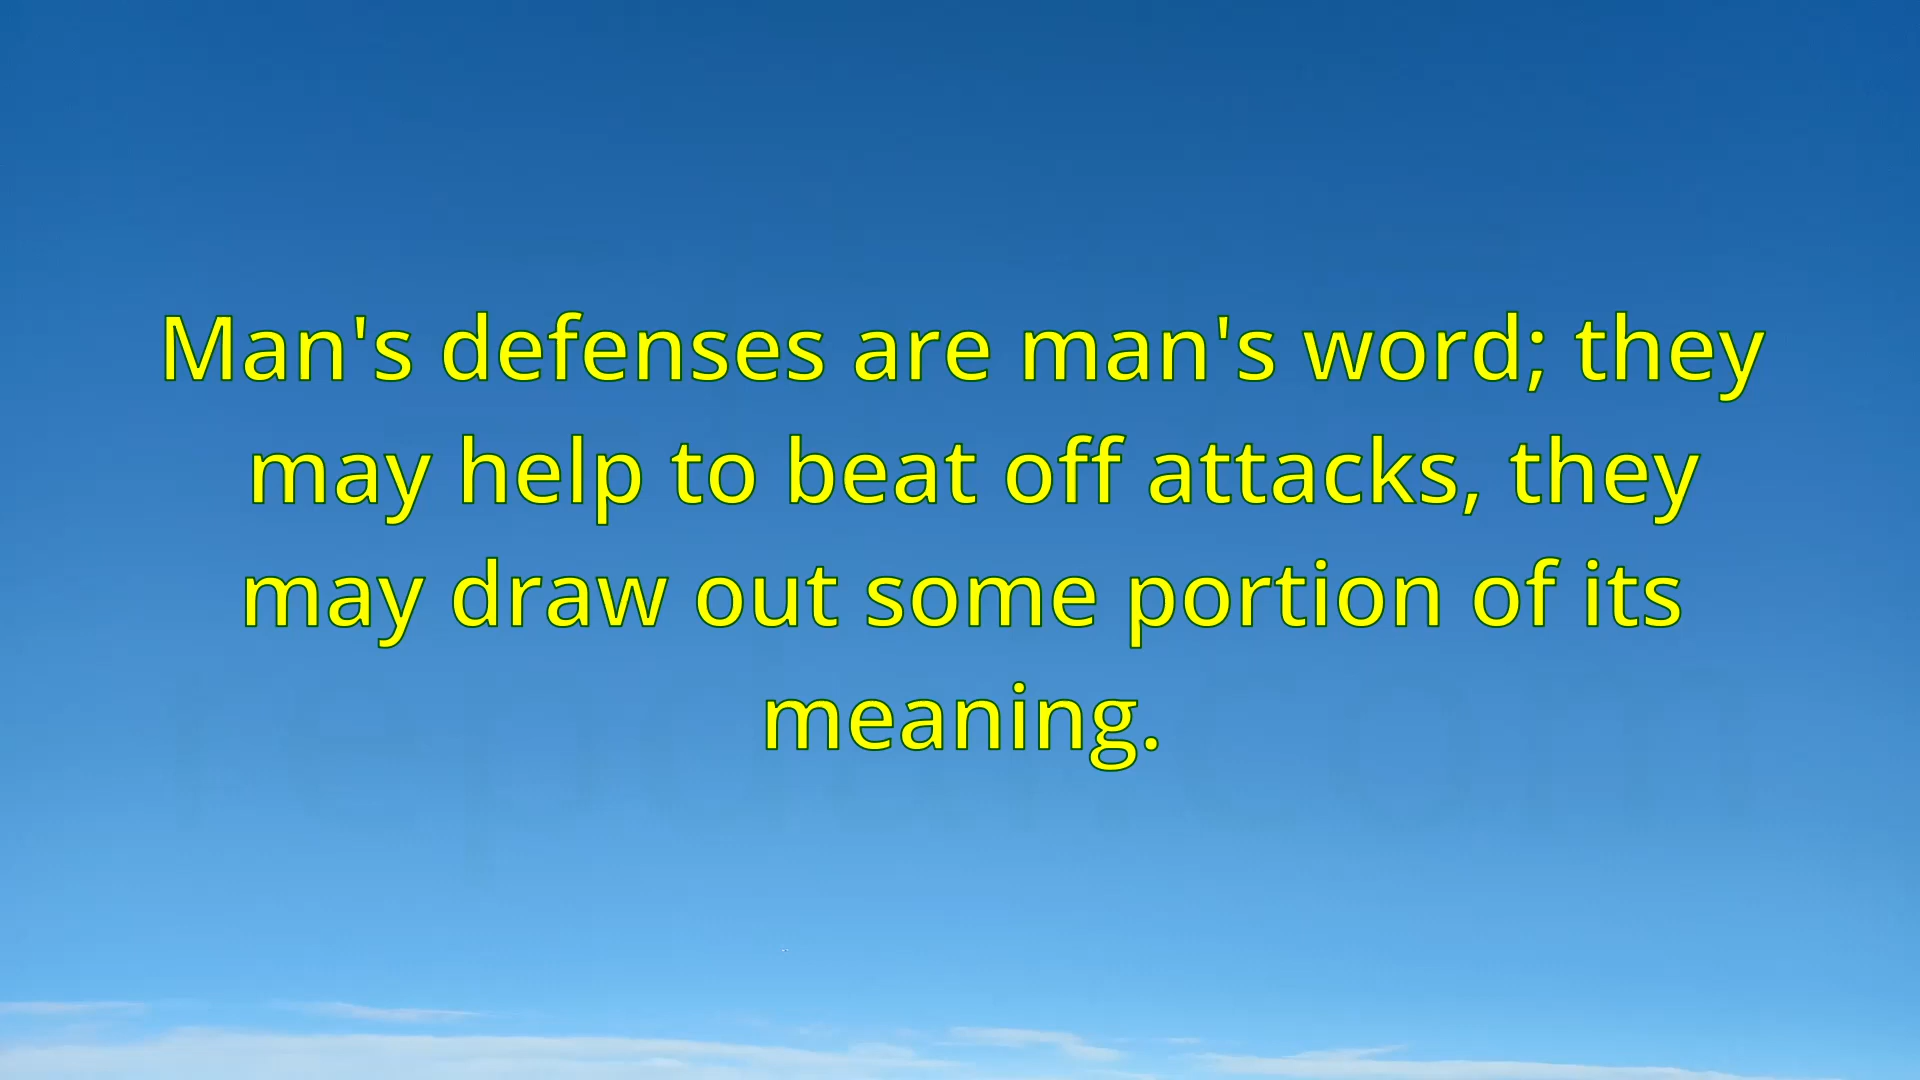 Man's defenses are man's word; they
may help to beat off attacks, they
may draw out some portion of its
meaning.